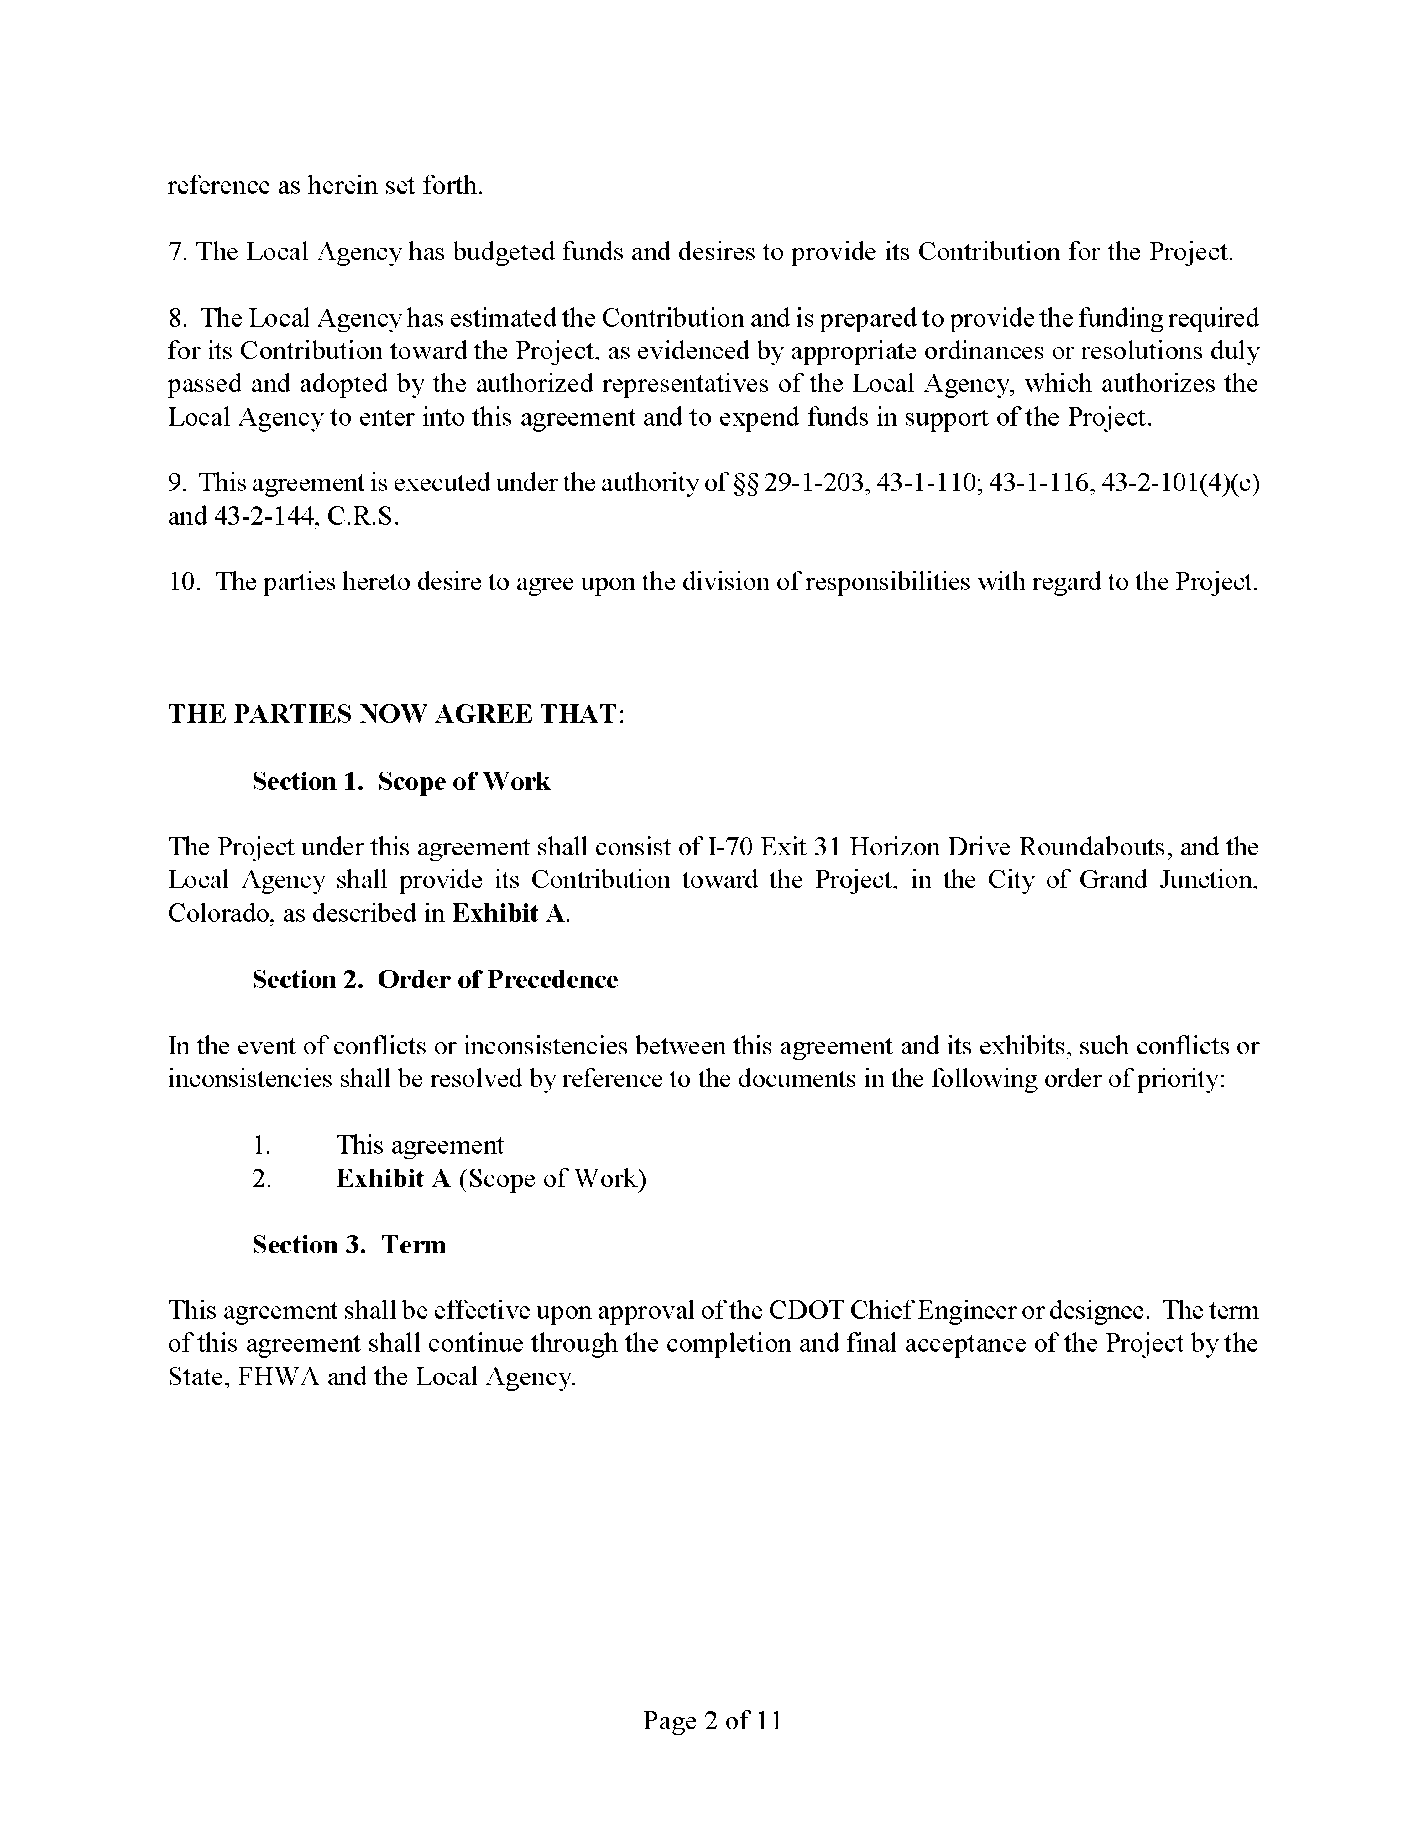 reference as herein set forth.
7. The Local Agency has budgeted funds and desires to provide its Contribution for the Project.
8. The Local Agency has estimated the Contribution and is prepared to provide the funding required
for its Contribution toward the Project, as evidenced by appropriate ordinances or resolutions duly
passed and adopted by the authorized representatives of the Local Agency, which authorizes the
Local Agency to enter into this agreement and to expend funds in support of the Project.
9. This agreement is executed under the authority of §§ 29-1-203, 43-1-110; 43-1-116, 43-2-101(4)(c)
and 43-2-144, C.R.S.
10. The parties hereto desire to agree upon the division of responsibilities with regard to the Project.
THE PARTIES NOW AGREE THAT:
Section 1. Scope of Work
The Project under this agreement shall consist of I-70 Exit 31 Horizon Drive Roundabouts, and the
Local Agency shall provide its Contribution toward the Project, in the City of Grand Junction,
Colorado, as described in Exhibit A.
Section 2. Order of Precedence
In the event of conflicts or inconsistencies between this agreement and its exhibits, such conflicts or
inconsistencies shall be resolved by reference to the documents in the following order of priority:
1. This agreement
2. Exhibit A (Scope of Work)
Section 3. Term
This agreement shall be effective upon approval of the CDOT Chief Engineer or designee. The term
of this agreement shall continue through the completion and final acceptance of the Project by the
State, FHWA and the Local Agency.
Page 2 of 11